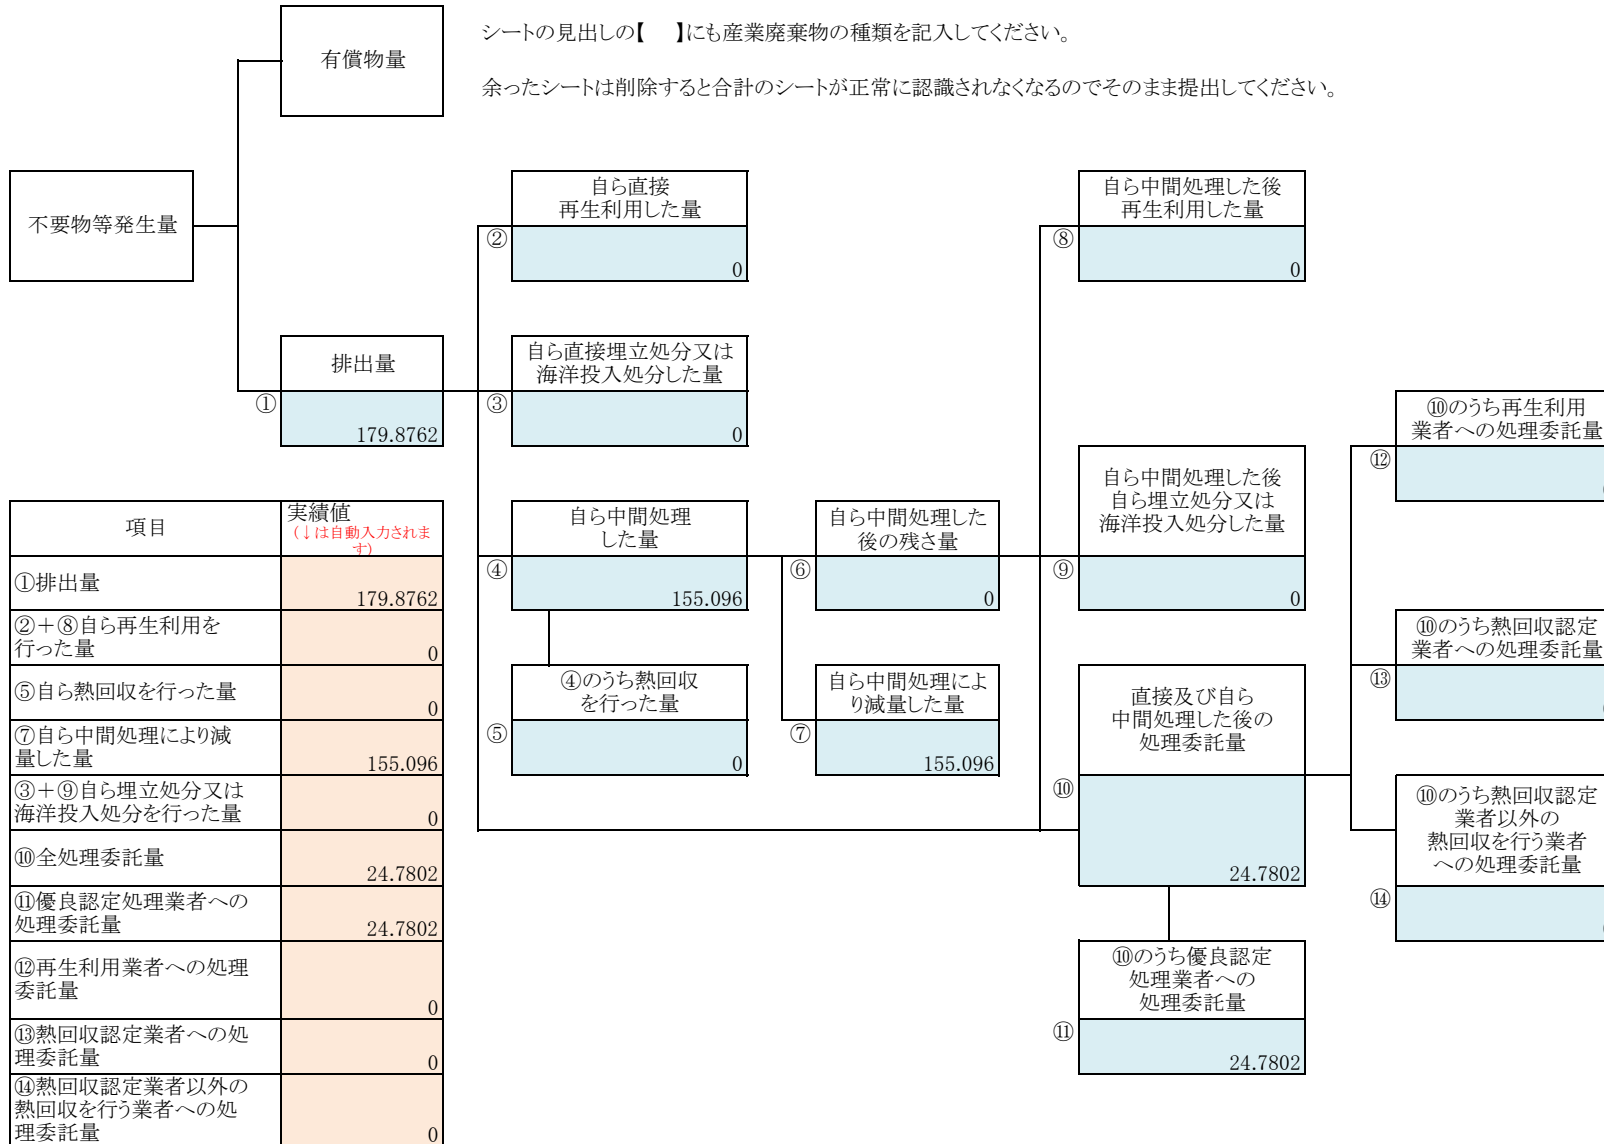 シートの見出しの【　】にも産業廃棄物の種類を記入してください。
余ったシートは削除すると合計のシートが正常に認識されなくなるのでそのまま提出してください。
有償物量
不要物等発生量
自ら直接
再生利用した量
②
0
自ら中間処理した後
再生利用した量
⑧
0
排出量
①
179.8762
自ら直接埋立処分又は
海洋投入処分した量
③
0
⑩のうち再生利用
業者への処理委託量
⑫
自ら中間処理
した量
④
155.096
自ら中間処理した
後の残さ量
⑥
0
自ら中間処理した後
自ら埋立処分又は
海洋投入処分した量
⑨
0
⑩のうち熱回収認定
業者への処理委託量
⑬
④のうち熱回収
を行った量
⑤
0
自ら中間処理によ
り減量した量
⑦
155.096
直接及び自ら
中間処理した後の
処理委託量
⑩
24.7802
⑩のうち熱回収認定
業者以外の
熱回収を行う業者
への処理委託量
⑭
⑩のうち優良認定
処理業者への
処理委託量
⑪
24.7802
項目
実績値
(↓は自動入力されま
す)
①排出量
179.8762
②＋⑧自ら再生利用を
行った量
0
⑤自ら熱回収を行った量
0
⑦自ら中間処理により減
量した量
155.096
③＋⑨自ら埋立処分又は
海洋投入処分を行った量
0
⑩全処理委託量
24.7802
⑪優良認定処理業者への
処理委託量
24.7802
⑫再生利用業者への処理
委託量
0
⑬熱回収認定業者への処
理委託量
0
⑭熱回収認定業者以外の
熱回収を行う業者への処
理委託量
0